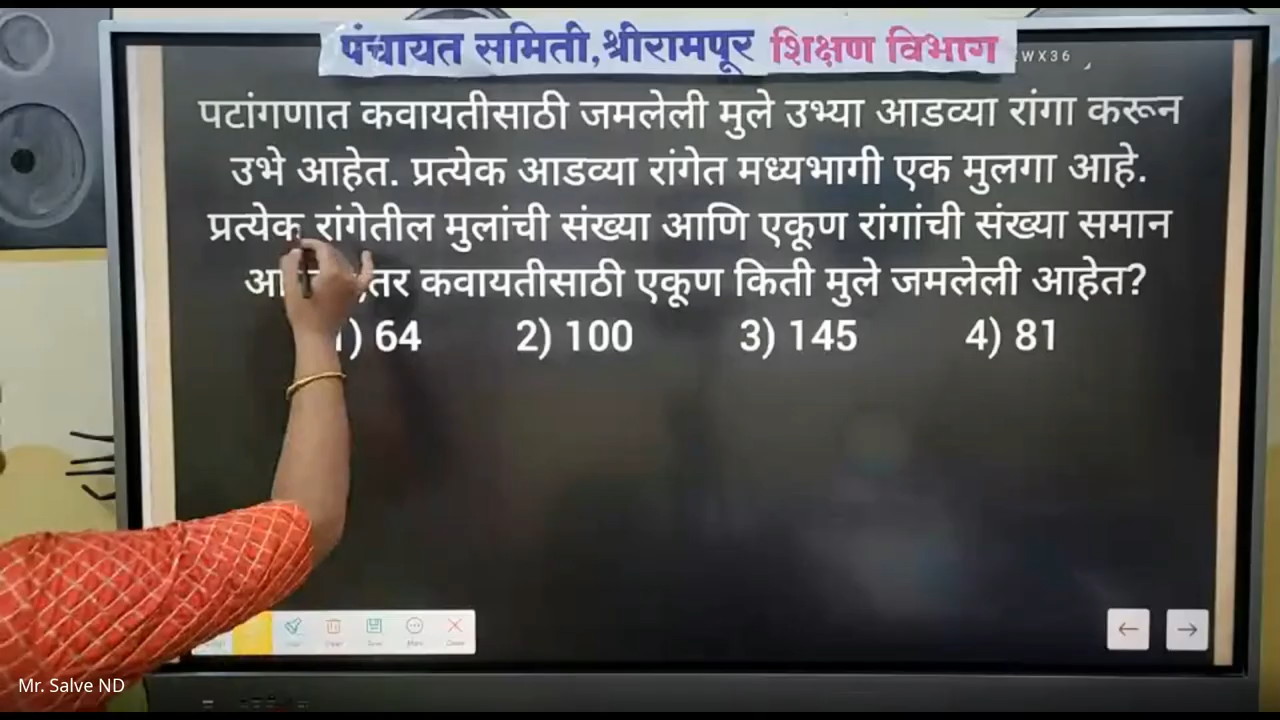 पंचायत समिती,श्रीरामपूर शिक्षण विभाग
WX36
पटांगणात कवायतीसाठी जमलेली मुले उभ्या आडव्या रांगा करून
उभे आहेत. प्रत्येक आडव्या रांगेत मध्यभागी एक मुलगा आहे.
प्रत्येक रांगेतील मुलांची संख्या आणि एकूण रांगांची संख्या समान
तर कवायतीसाठी एकूण किती मुले जमलेली आहेत?
1) 64 2) 100 3) 145 4) 81
Mr. Salve ND